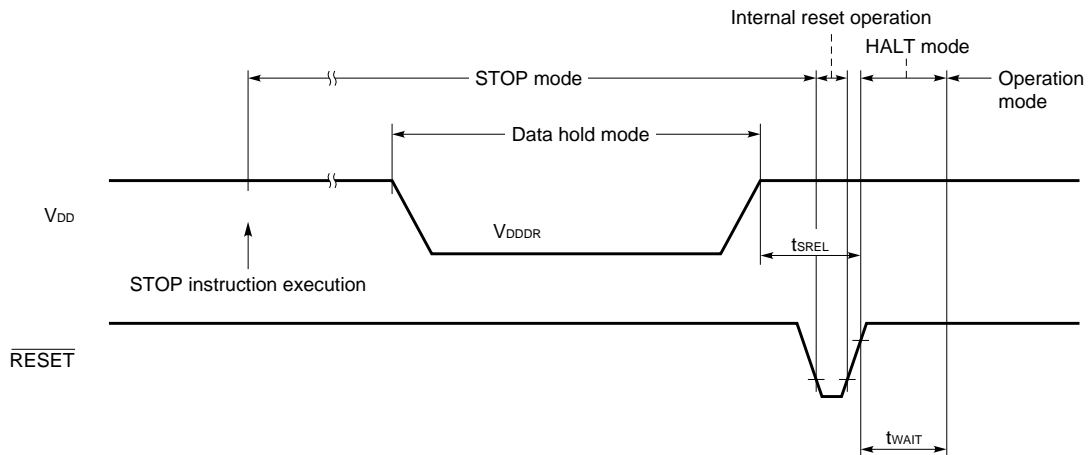 Internal reset operation
HALT mode
STOP mode
Operation
mode
Data hold mode
VDD
VDDDR
tSREL
STOP instruction execution
RESET
tWAIT